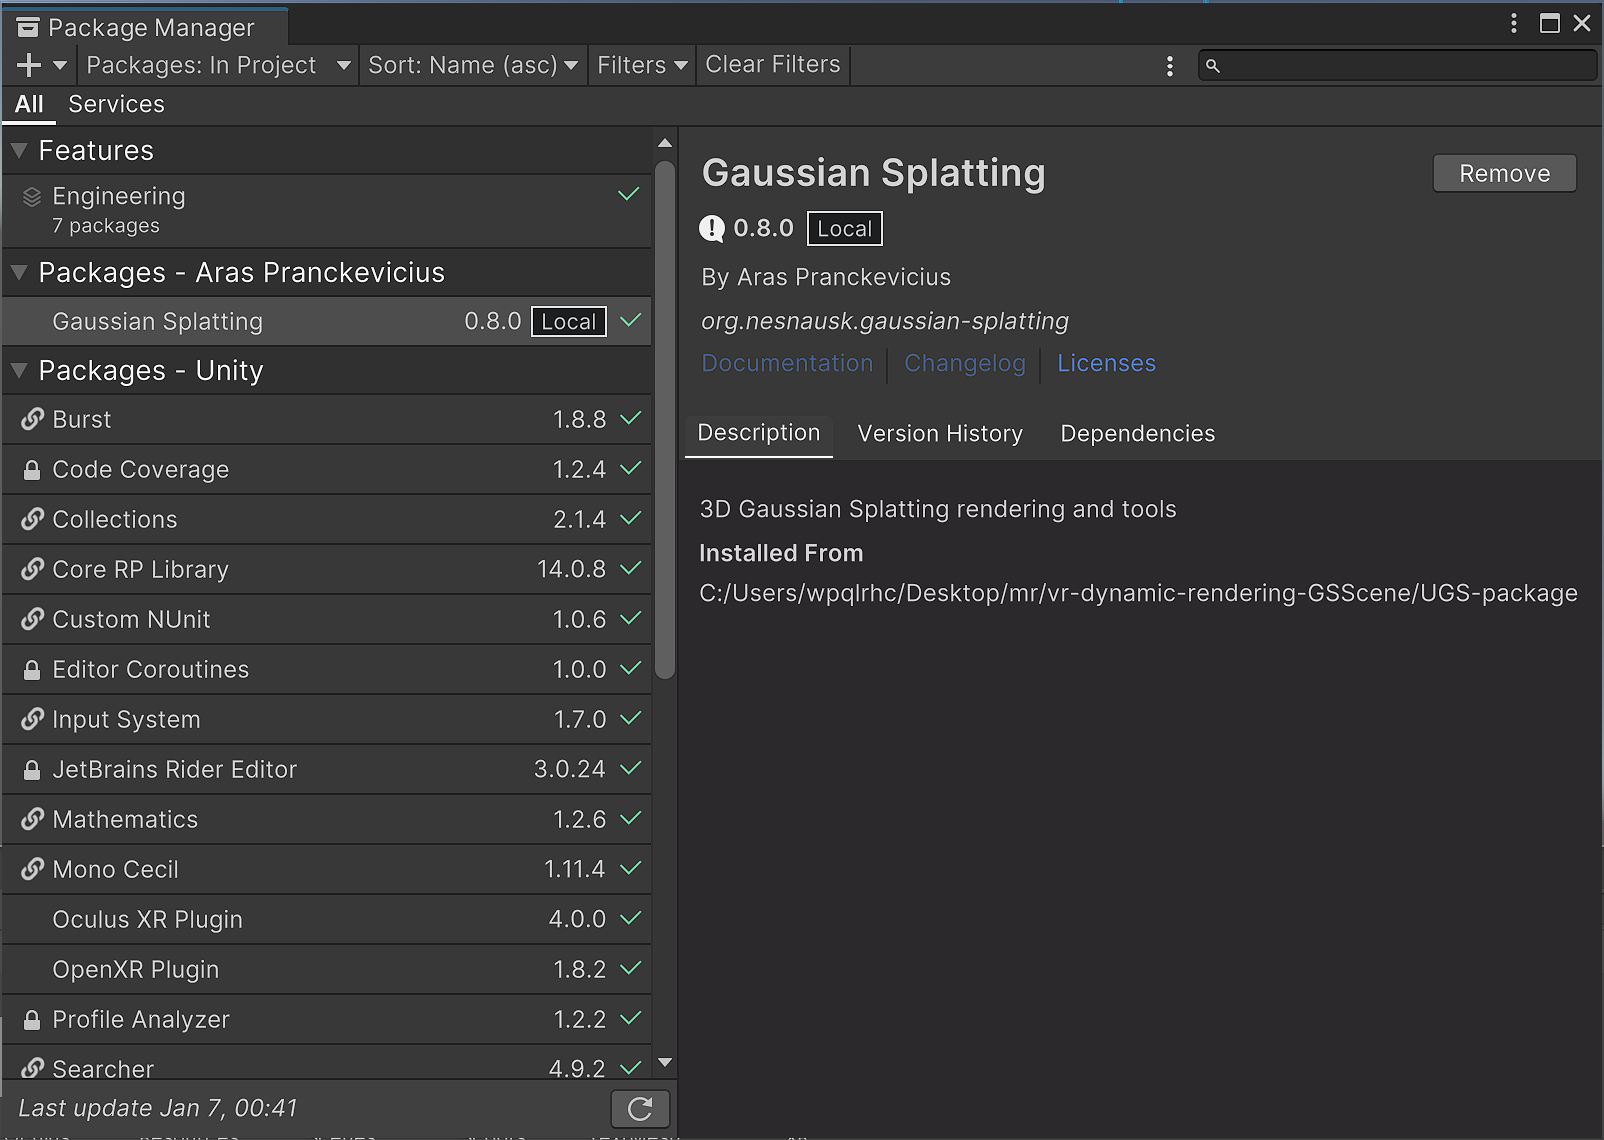 Package Manager
Packages: In Project
Sort: Name (asc)
Filters
Clear Filters
All
Services
Features
Engineering
7 packages
Packages - Aras Pranckevicius
Gaussian Splatting 0.8.0 Local
Packages - Unity
Burst 1.8.8
Code Coverage 1.2.4
Collections 2.1.4
Core RP Library 14.0.8
Custom NUnit 1.0.6
Editor Coroutines 1.0.0
Input System 1.7.0
JetBrains Rider Editor 3.0.24
Mathematics 1.2.6
Mono Cecil 1.11.4
Oculus XR Plugin 4.0.0
OpenXR Plugin 1.8.2
Profile Analyzer 1.2.2
Searcher 4.9.2
Last update Jan 7, 00:41
Gaussian Splatting
Remove
0.8.0 Local
By Aras Pranckevicius
org.nesnausk.gaussian-splatting
Documentation
Changelog
Licenses
Description
Version History
Dependencies
3D Gaussian Splatting rendering and tools
Installed From
C:/Users/wpqlrhc/Desktop/mr/vr-dynamic-rendering-GSScene/UGS-package